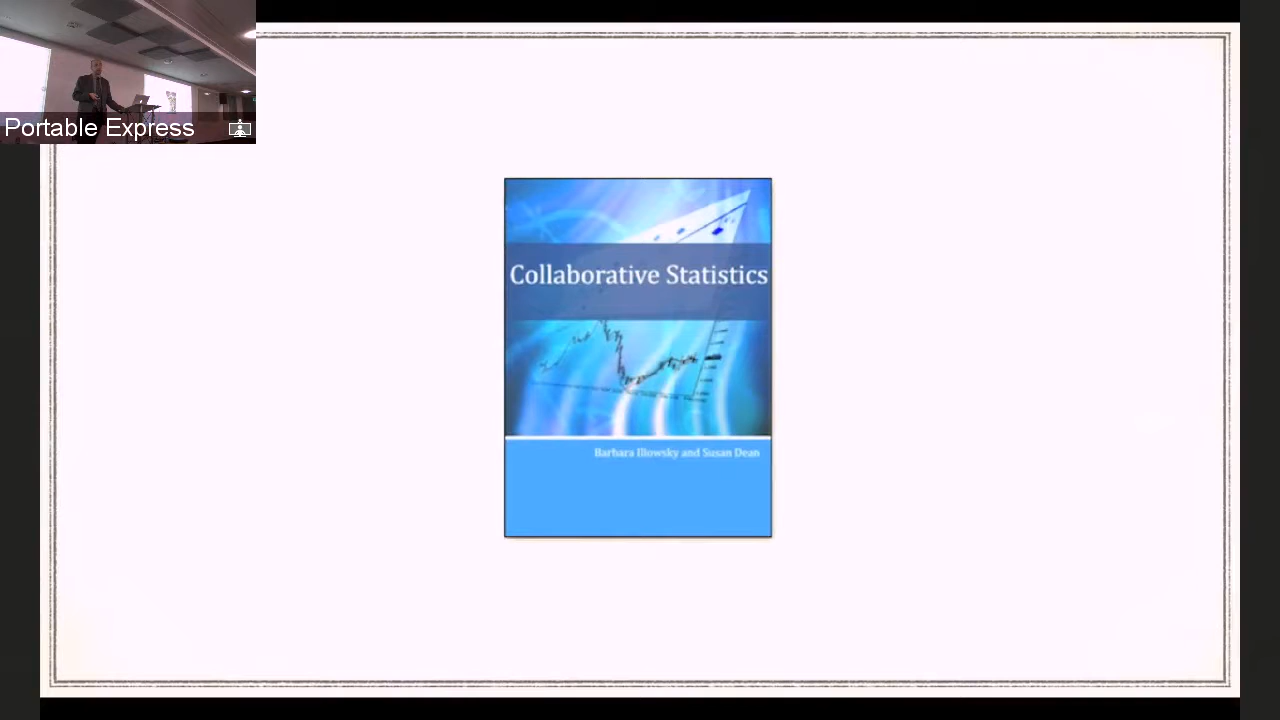 Portable Express
Collaborative Statistics
Barbara Illowsky and Susan Dean